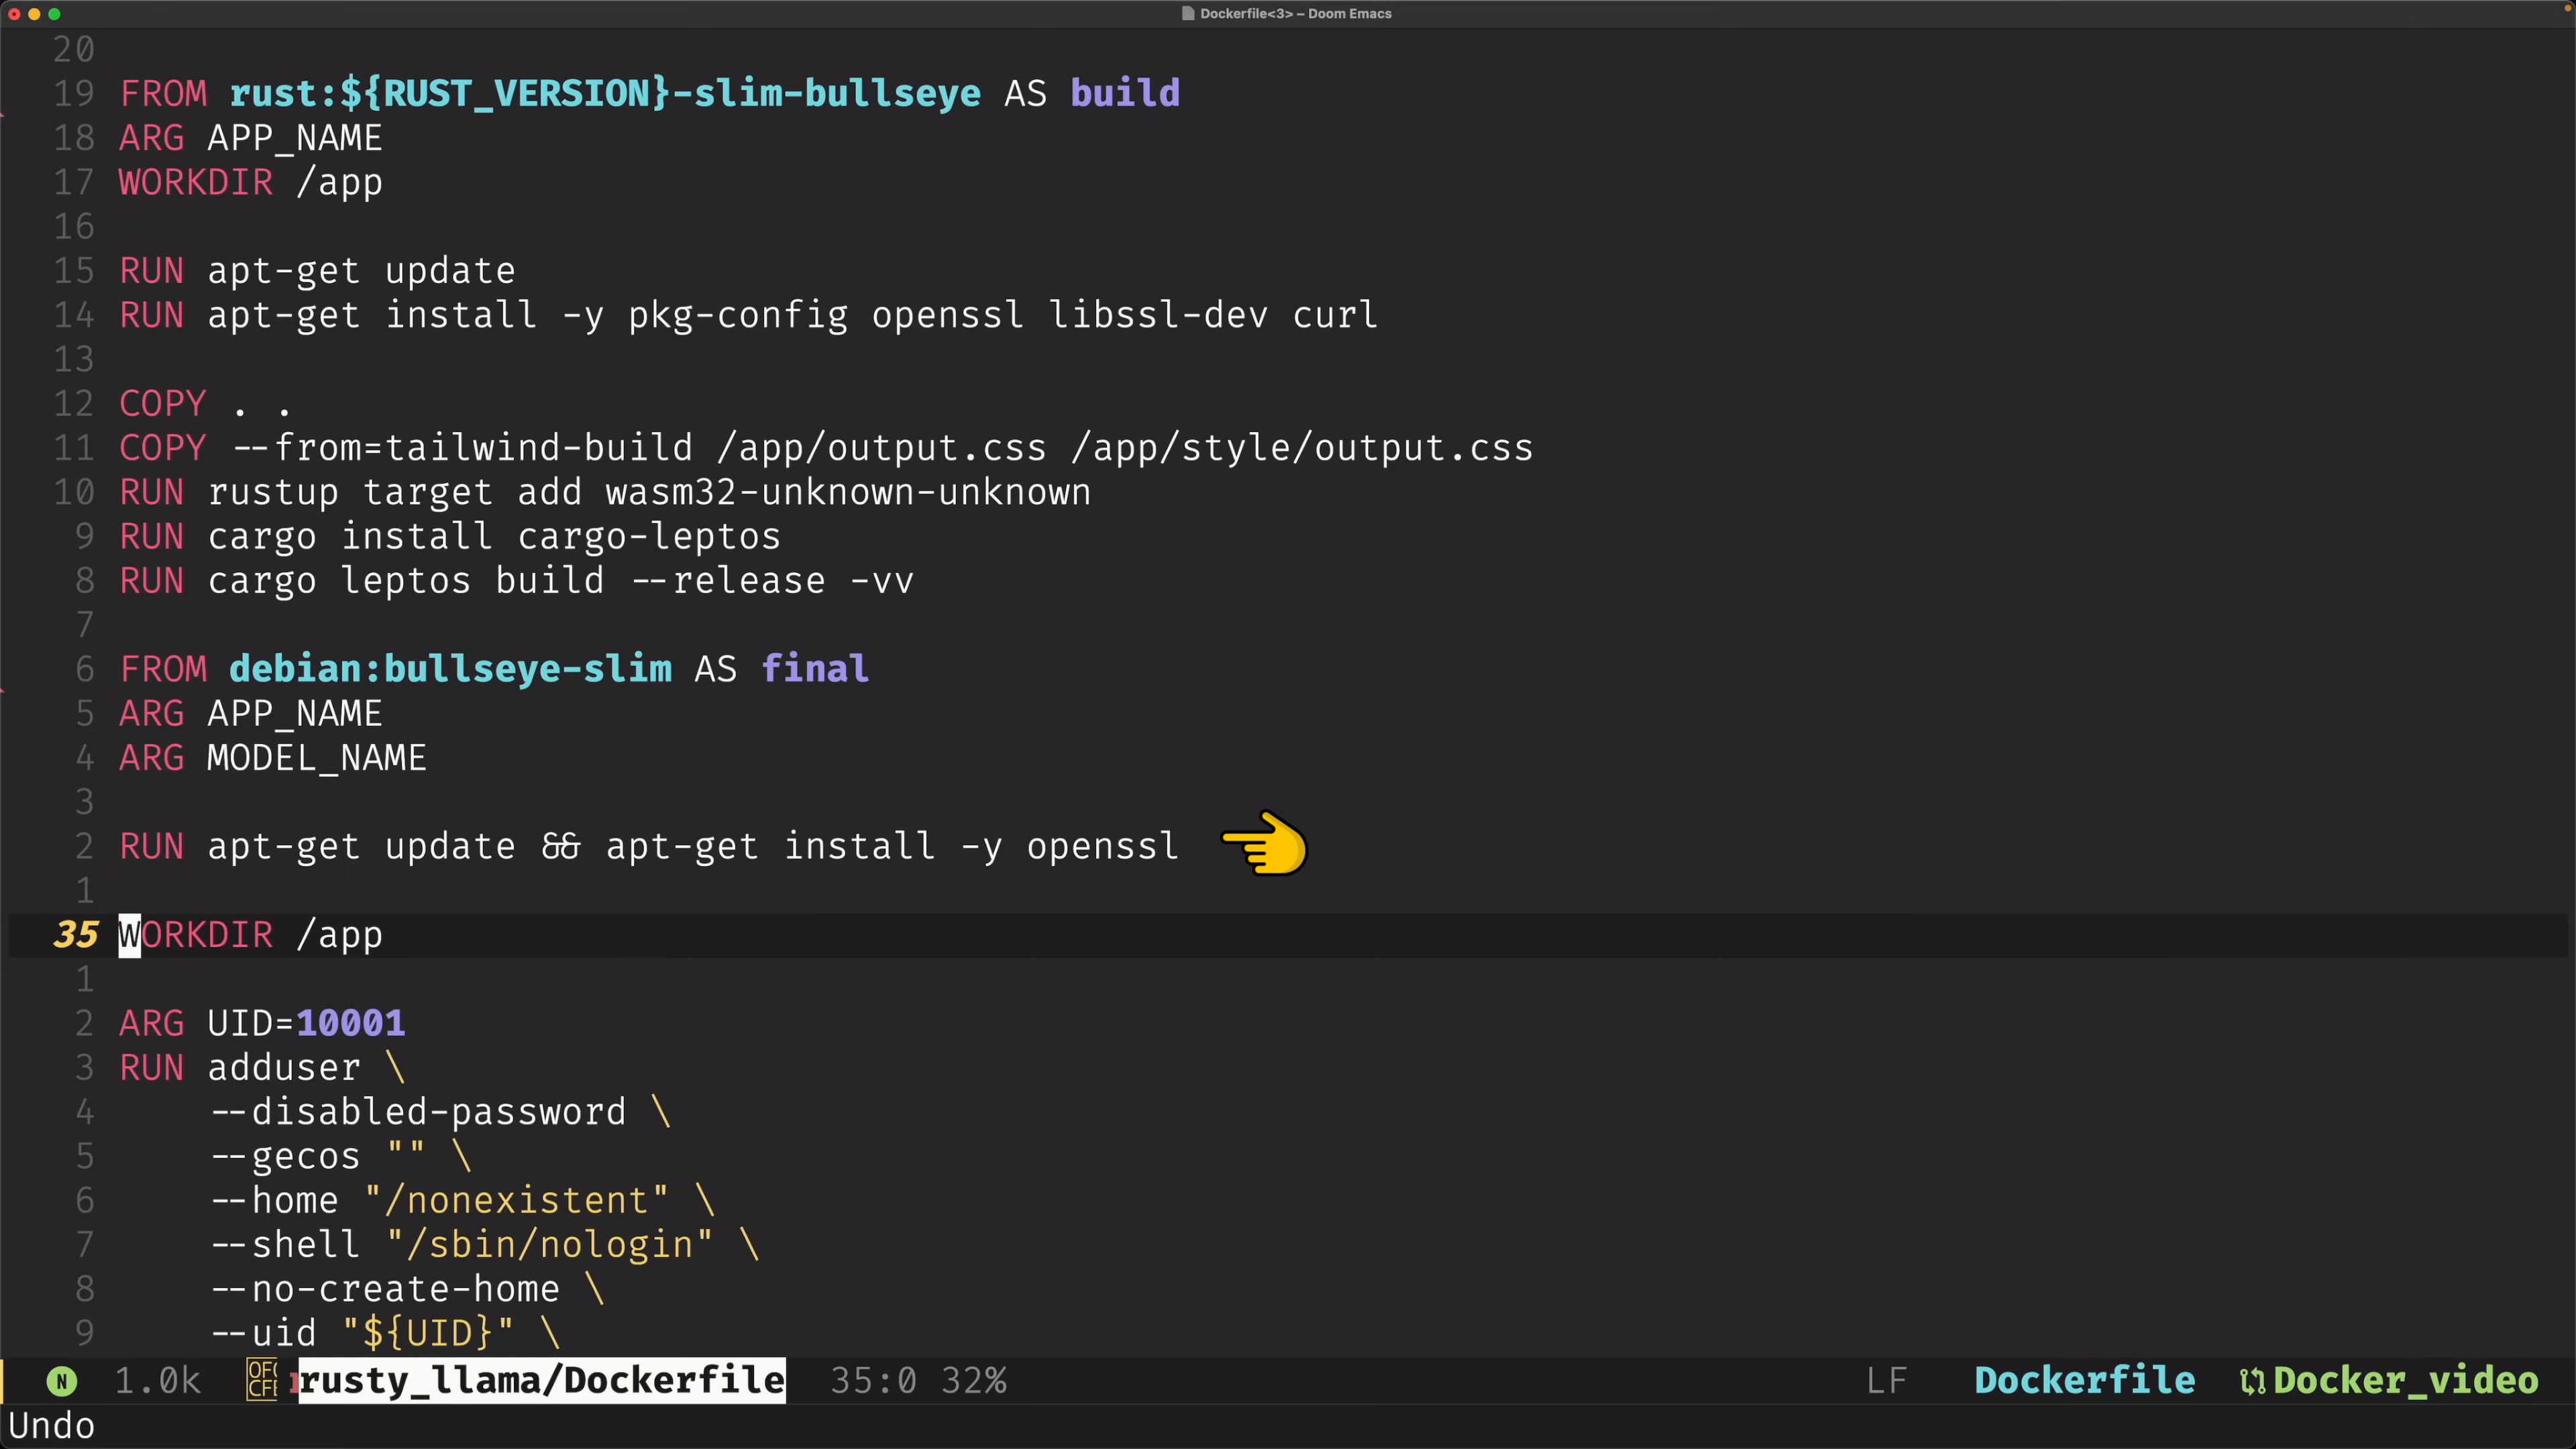 Dockerfile<3> – Doom Emacs
20
19 FROM rust:${RUST_VERSION}-slim-bullseye AS build
18 ARG APP_NAME
17 WORKDIR /app
16
15 RUN apt-get update
14 RUN apt-get install -y pkg-config openssl libssl-dev curl
13
12 COPY . .
11 COPY --from=tailwind-build /app/output.css /app/style/output.css
10 RUN rustup target add wasm32-unknown-unknown
9 RUN cargo install cargo-leptos
8 RUN cargo leptos build --release -vv
7
6 FROM debian:bullseye-slim AS final
5 ARG APP_NAME
4 ARG MODEL_NAME
3
2 RUN apt-get update && apt-get install -y openssl
1
35 WORKDIR /app
1
2 ARG UID=10001
3 RUN adduser \
4 --disabled-password \
5 --gecos "" \
6 --home "/nonexistent" \
7 --shell "/sbin/nologin" \
8 --no-create-home \
9 --uid "${UID}" \
N 1.0k rusty_llama/Dockerfile 35:0 32% LF Dockerfile Docker_video
Undo